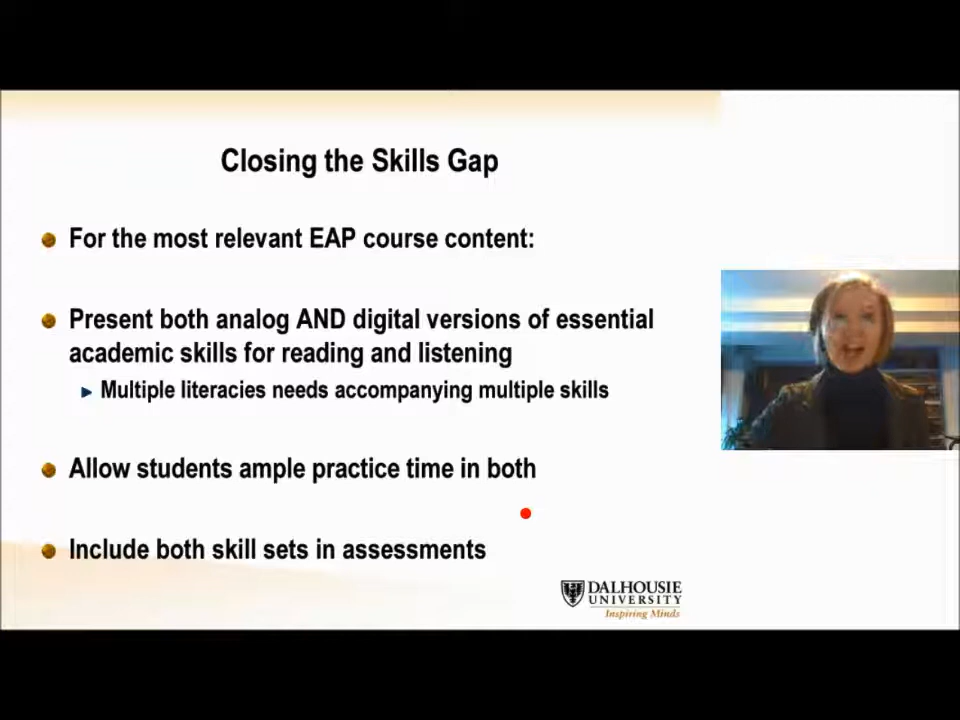 Closing the Skills Gap
For the most relevant EAP course content:
Present both analog AND digital versions of essential
academic skills for reading and listening
Multiple literacies needs accompanying multiple skills
Allow students ample practice time in both
Include both skill sets in assessments
DALHOUSIE
UNIVERSITY
Inspiring Minds